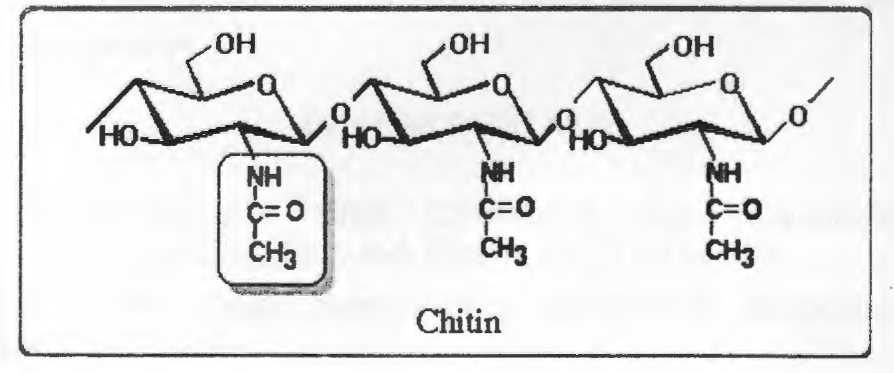 OH OH OH
O O O
HO O HO O HO O
NH NH NH
C=O C=O C=O
CH₃ CH₃ CH₃
Chitin